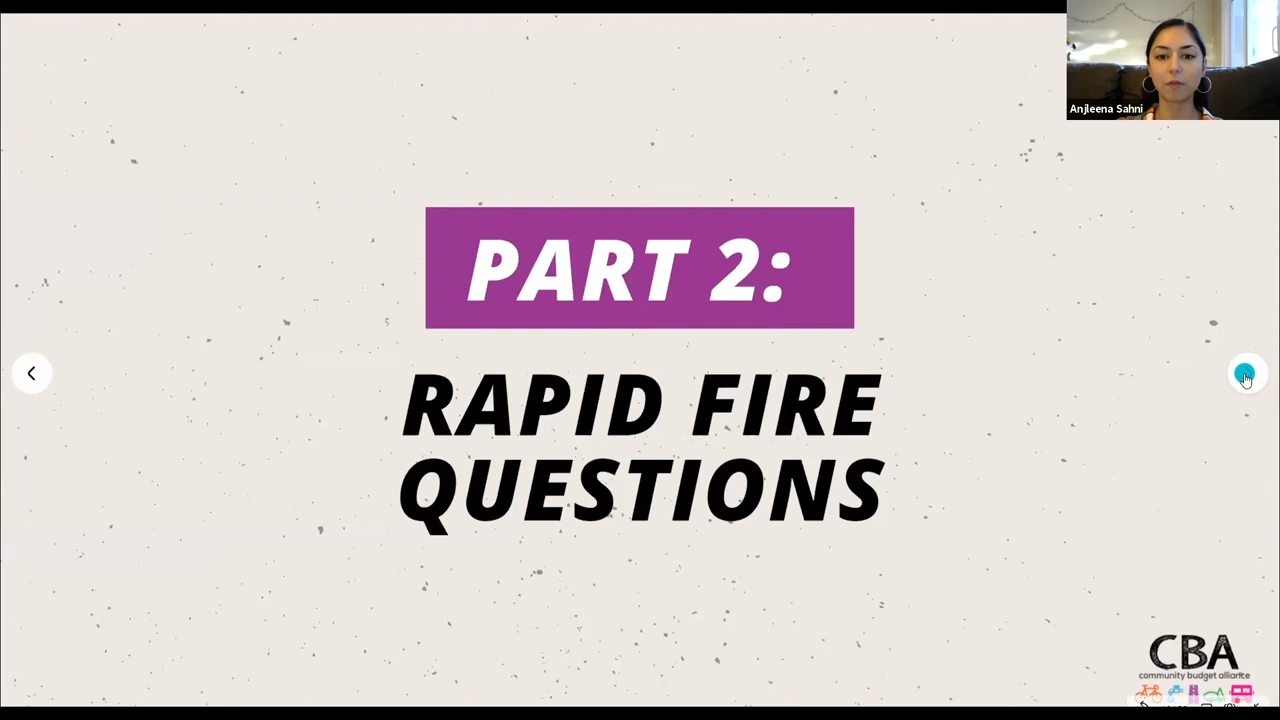 Anjleena Sahni
PART 2:
RAPID FIRE
QUESTIONS
CBA
community budget alliance